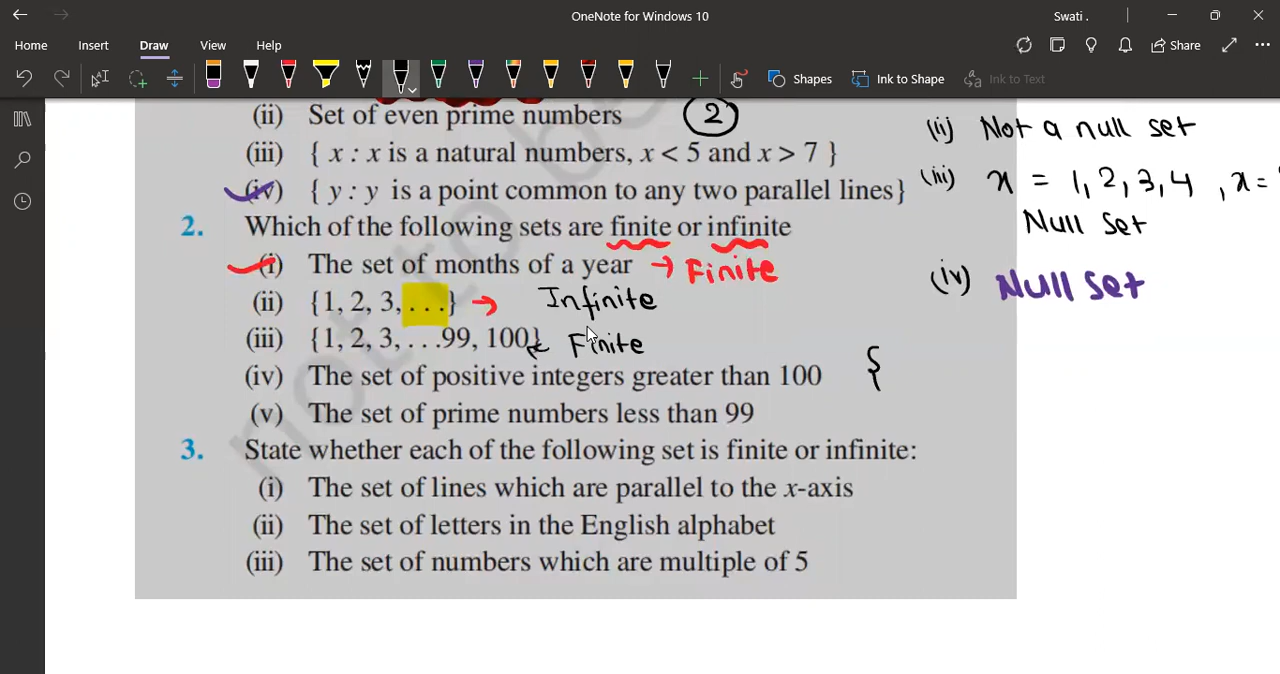 OneNote for Windows 10
Swati .
Home Insert Draw View Help
Share
Shapes Ink to Shape Ink to Text
(ii) Set of even prime numbers 2
(ii) Not a null set
(iii) { x : x is a natural numbers, x < 5 and x > 7 }
(iii) x = 1, 2, 3, 4 , x =
Null Set
(iv) { y : y is a point common to any two parallel lines}
2. Which of the following sets are finite or infinite
(i) The set of months of a year → Finite
(iv) Null Set
(ii) {1, 2, 3, . . .} → Infinite
(iii) {1, 2, 3, . . .99, 100} Finite
(iv) The set of positive integers greater than 100 {
(v) The set of prime numbers less than 99
3. State whether each of the following set is finite or infinite:
(i) The set of lines which are parallel to the x-axis
(ii) The set of letters in the English alphabet
(iii) The set of numbers which are multiple of 5
not to be